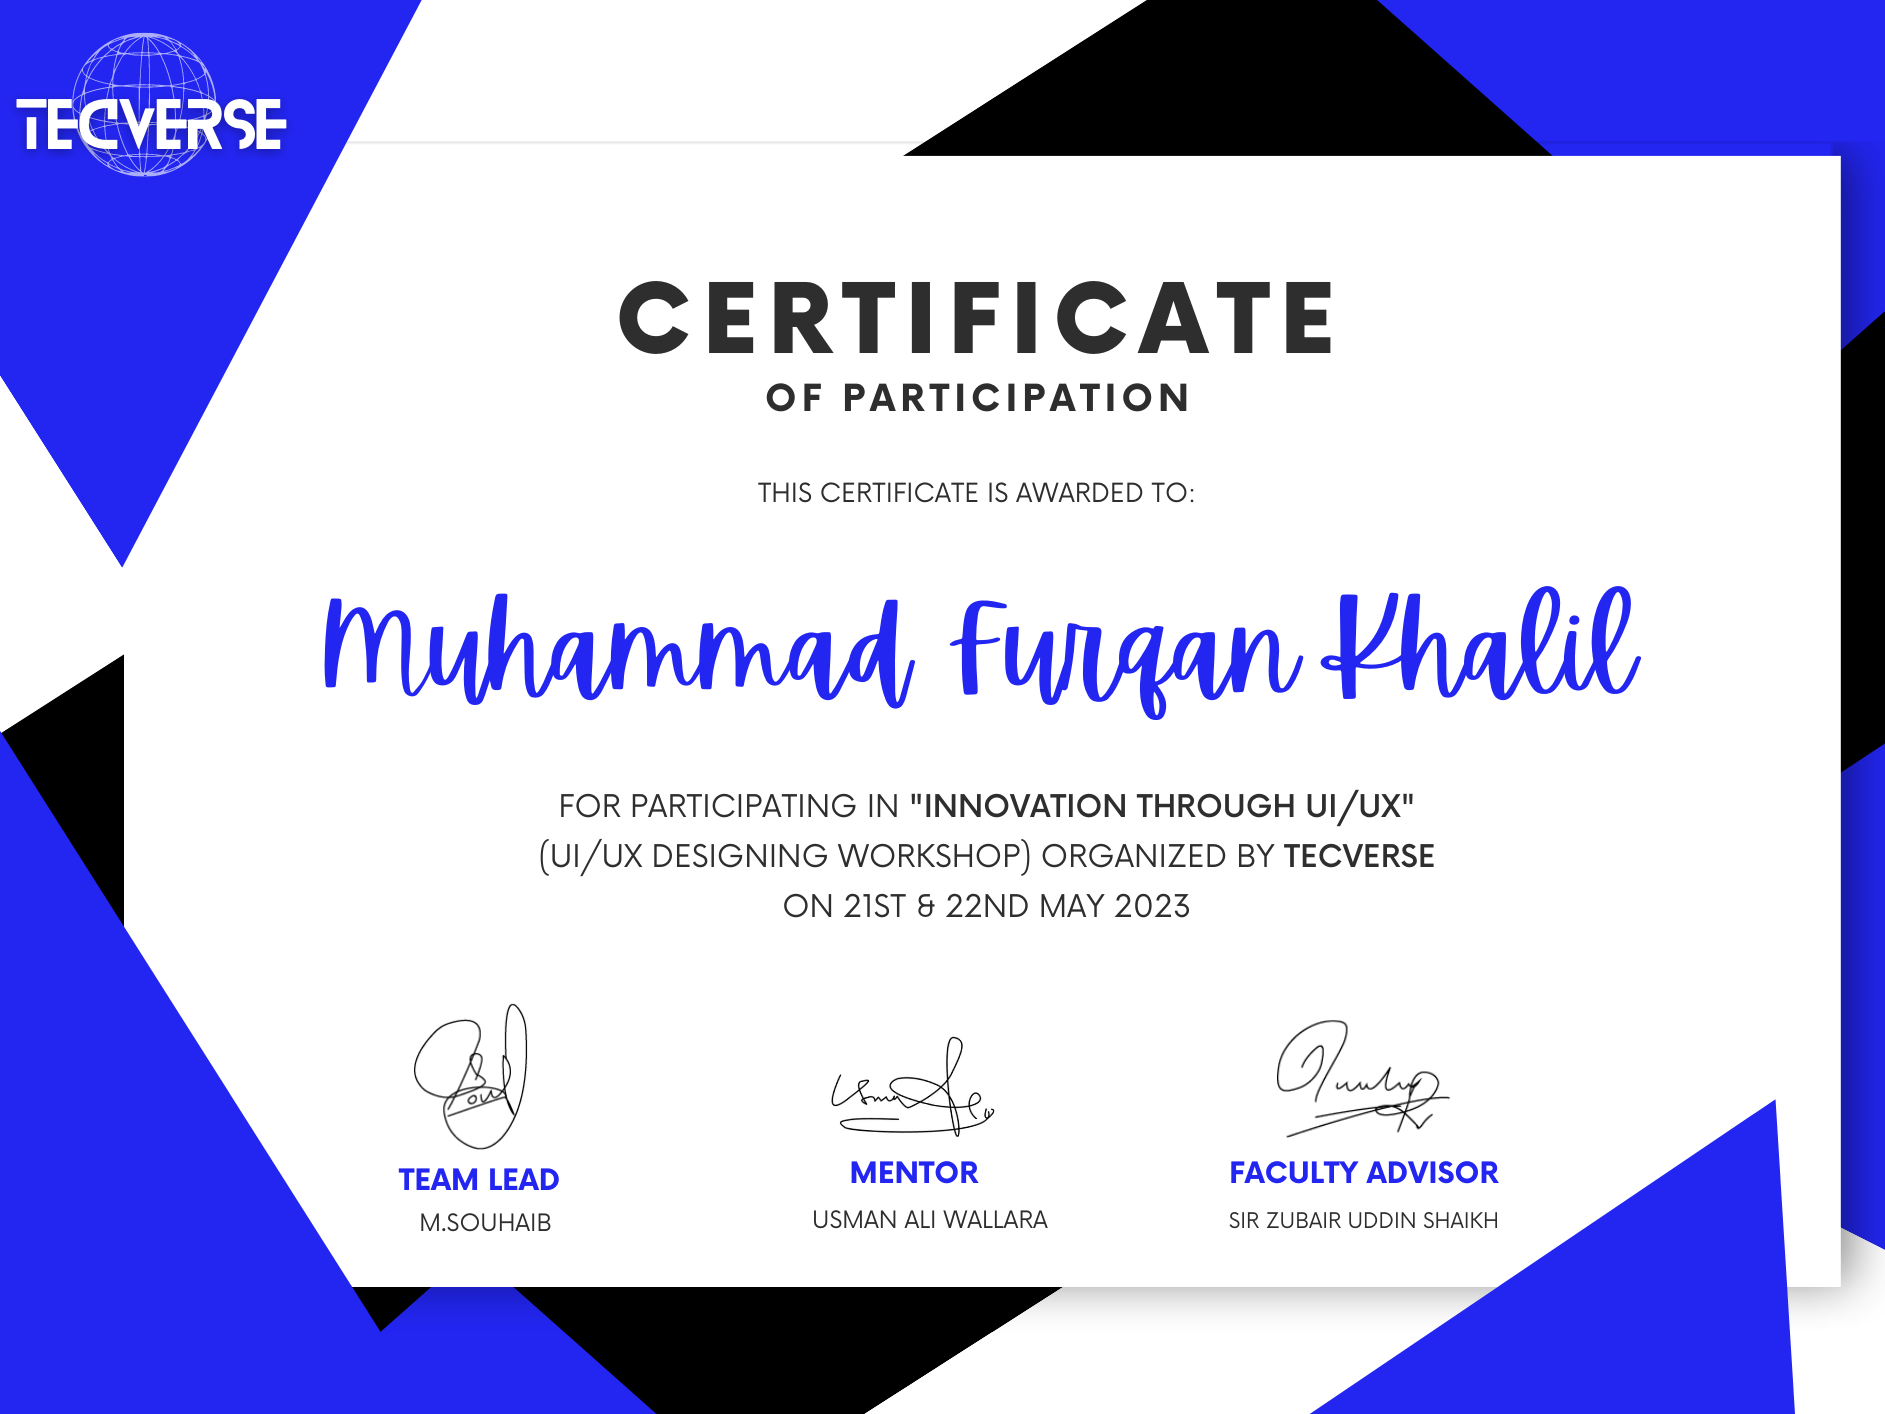 TECVERSE
CERTIFICATE
OF PARTICIPATION
THIS CERTIFICATE IS AWARDED TO:
Muhammad Furqan Khalil
FOR PARTICIPATING IN "INNOVATION THROUGH UI/UX"
(UI/UX DESIGNING WORKSHOP) ORGANIZED BY TECVERSE
ON 21ST & 22ND MAY 2023
TEAM LEAD
M.SOUHAIB
MENTOR
USMAN ALI WALLARA
FACULTY ADVISOR
SIR ZUBAIR UDDIN SHAIKH